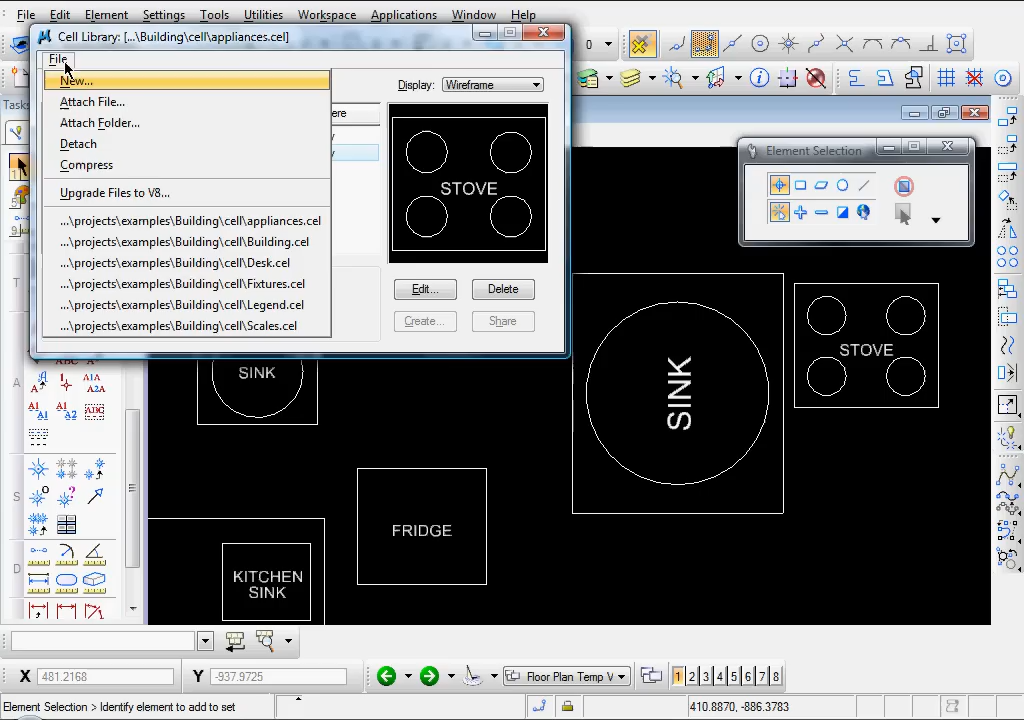 File Edit Element Settings Tools Utilities Workspace Applications Window Help
Cell Library: [...\Building\cell\appliances.cel]
File
New...
Attach File...
Attach Folder...
Detach
Compress
Upgrade Files to V8...
...\projects\examples\Building\cell\appliances.cel
...\projects\examples\Building\cell\Building.cel
...\projects\examples\Building\cell\Desk.cel
...\projects\examples\Building\cell\Fixtures.cel
...\projects\examples\Building\cell\Legend.cel
...\projects\examples\Building\cell\Scales.cel
Display: Wireframe
ere
STOVE
Edit... Delete
Create... Share
0
Tasks
Element Selection
SINK
STOVE
SINK
FRIDGE
KITCHEN
SINK
T
A
S
D
X 481.2168 Y -937.9725
Floor Plan Temp V
1 2 3 4 5 6 7 8
Element Selection > Identify element to add to set
410.8870, -886.3783